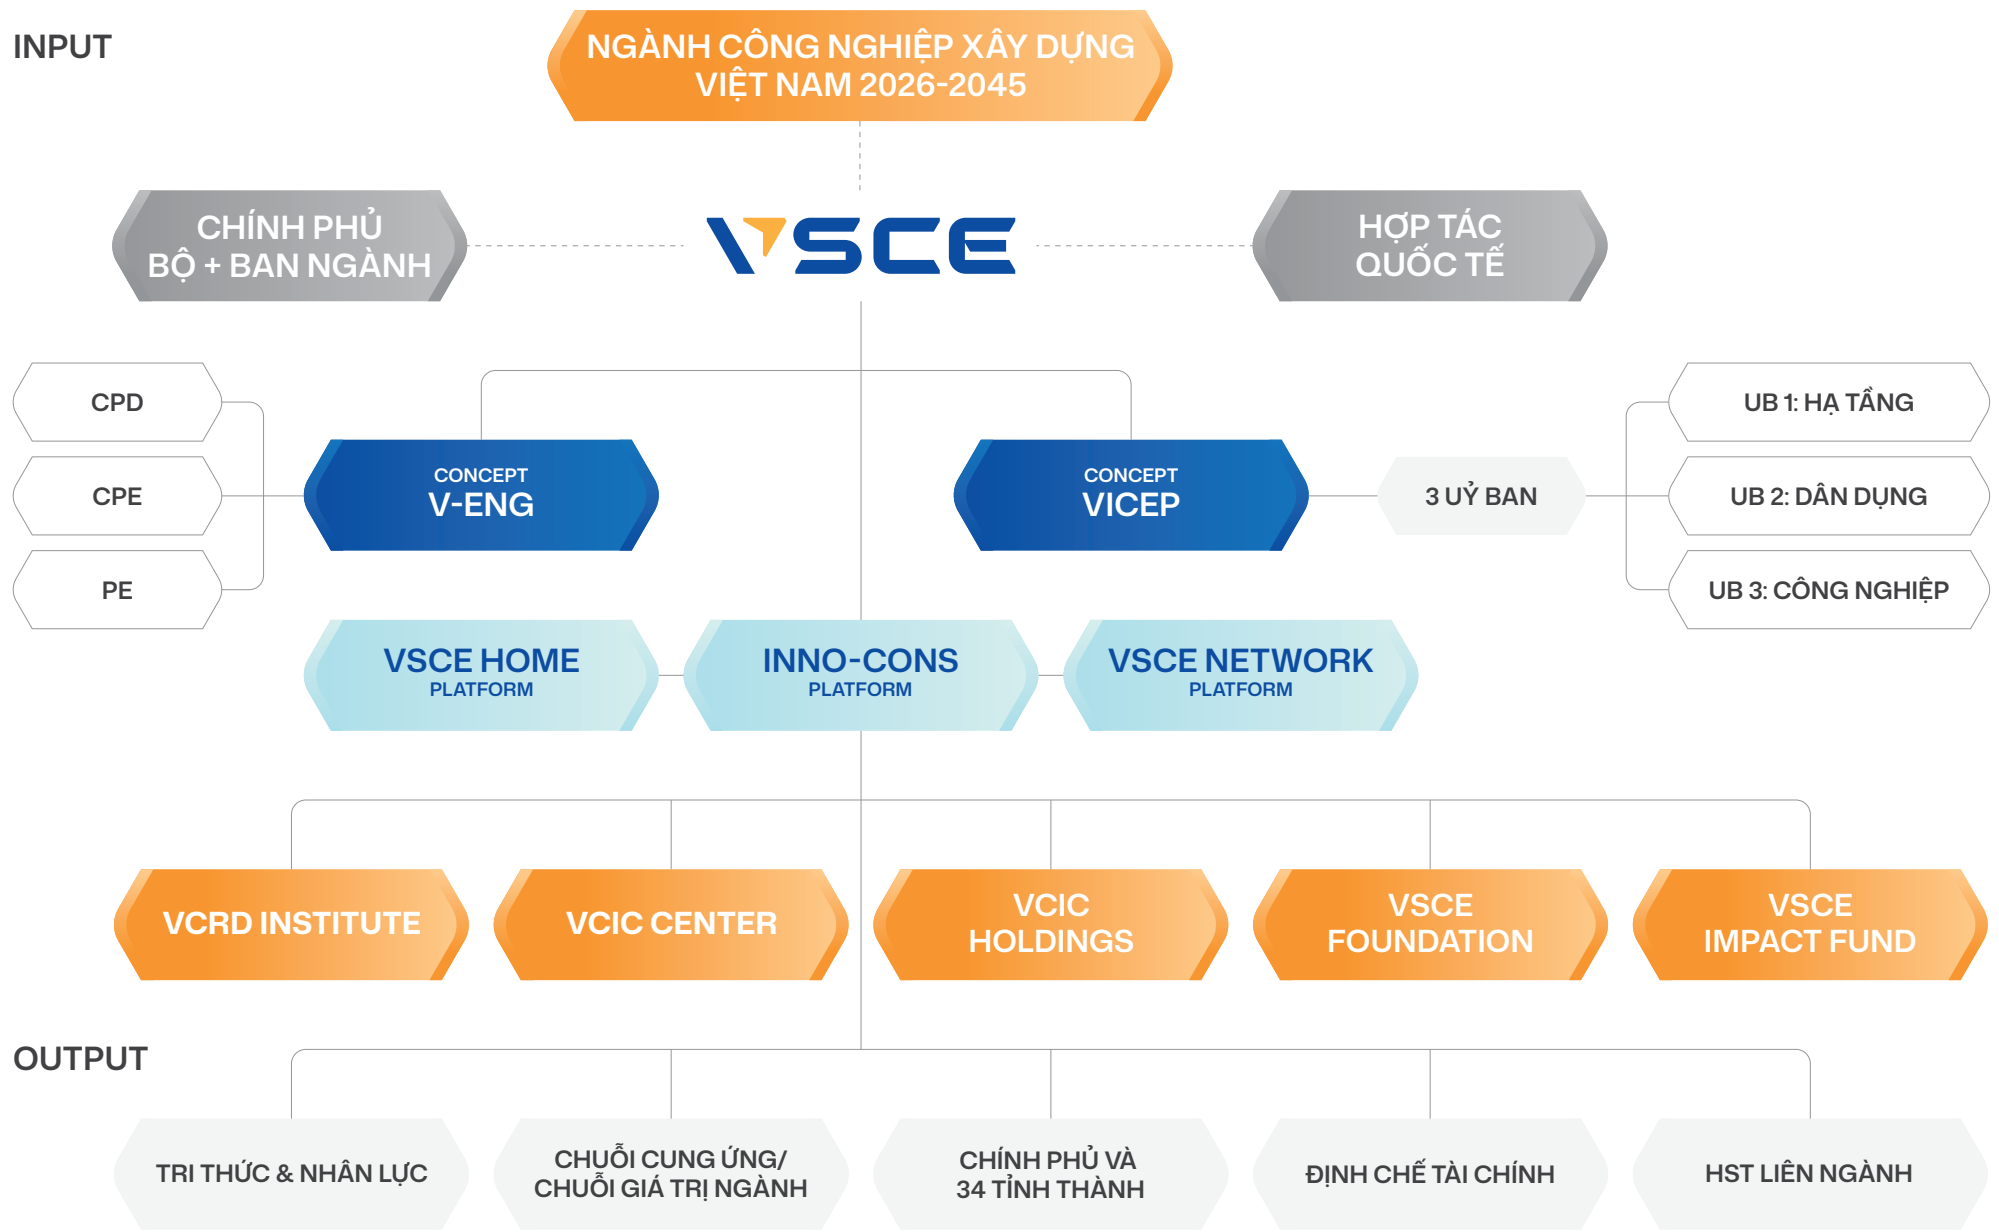 INPUT
NGÀNH CÔNG NGHIỆP XÂY DỰNG
VIỆT NAM 2026-2045
CHÍNH PHỦ
BỘ + BAN NGÀNH
VSCE
HỢP TÁC
QUỐC TẾ
CPD
CPE
PE
CONCEPT
V-ENG
CONCEPT
VICEP
3 UỶ BAN
UB 1: HẠ TẦNG
UB 2: DÂN DỤNG
UB 3: CÔNG NGHIỆP
VSCE HOME
PLATFORM
INNO-CONS
PLATFORM
VSCE NETWORK
PLATFORM
VCRD INSTITUTE
VCIC CENTER
VCIC
HOLDINGS
VSCE
FOUNDATION
VSCE
IMPACT FUND
OUTPUT
TRI THỨC & NHÂN LỰC
CHUỖI CUNG ỨNG/
CHUỖI GIÁ TRỊ NGÀNH
CHÍNH PHỦ VÀ
34 TỈNH THÀNH
ĐỊNH CHẾ TÀI CHÍNH
HST LIÊN NGÀNH